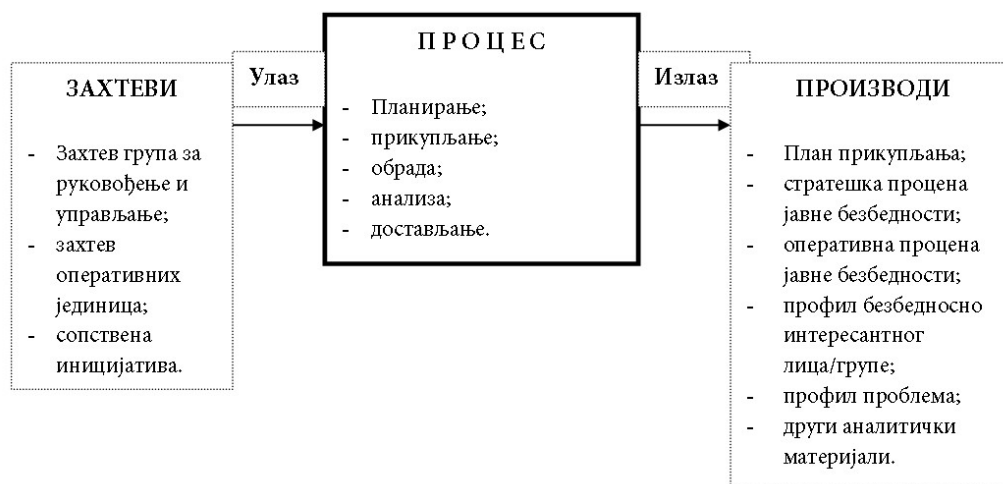 ЗАХТЕВИ
- Захтев група за
руковођење и
управљање;
- захтев
оперативних
јединица;
- сопствена
иницијатива.
Улаз
ПРОЦЕС
- Планирање;
- прикупљање;
- обрада;
- анализа;
- достављање.
Излаз
ПРОИЗВОДИ
- План прикупљања;
- стратешка процена
јавне безбедности;
- оперативна процена
јавне безбедности;
- профил безбедносно
интересантног
лица/групе;
- профил проблема;
- други аналитички
материјали.